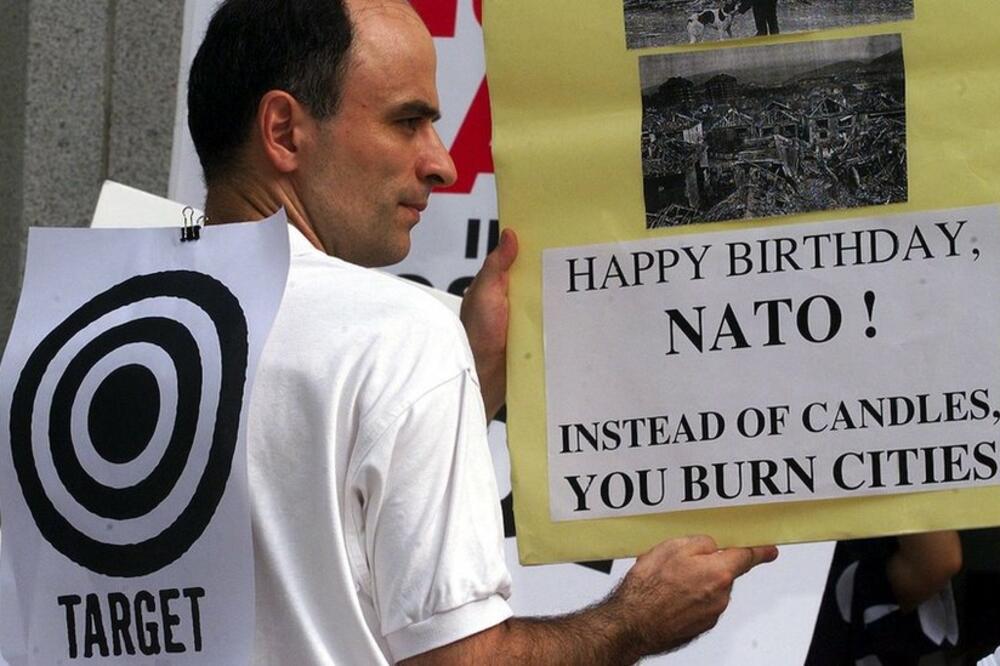 HAPPY BIRTHDAY,
NATO !
INSTEAD OF CANDLES,
YOU BURN CITIES
TARGET